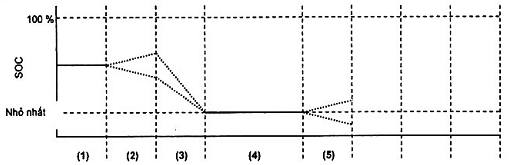 100 %
SOC
Nhỏ nhất
(1) (2) (3) (4) (5)